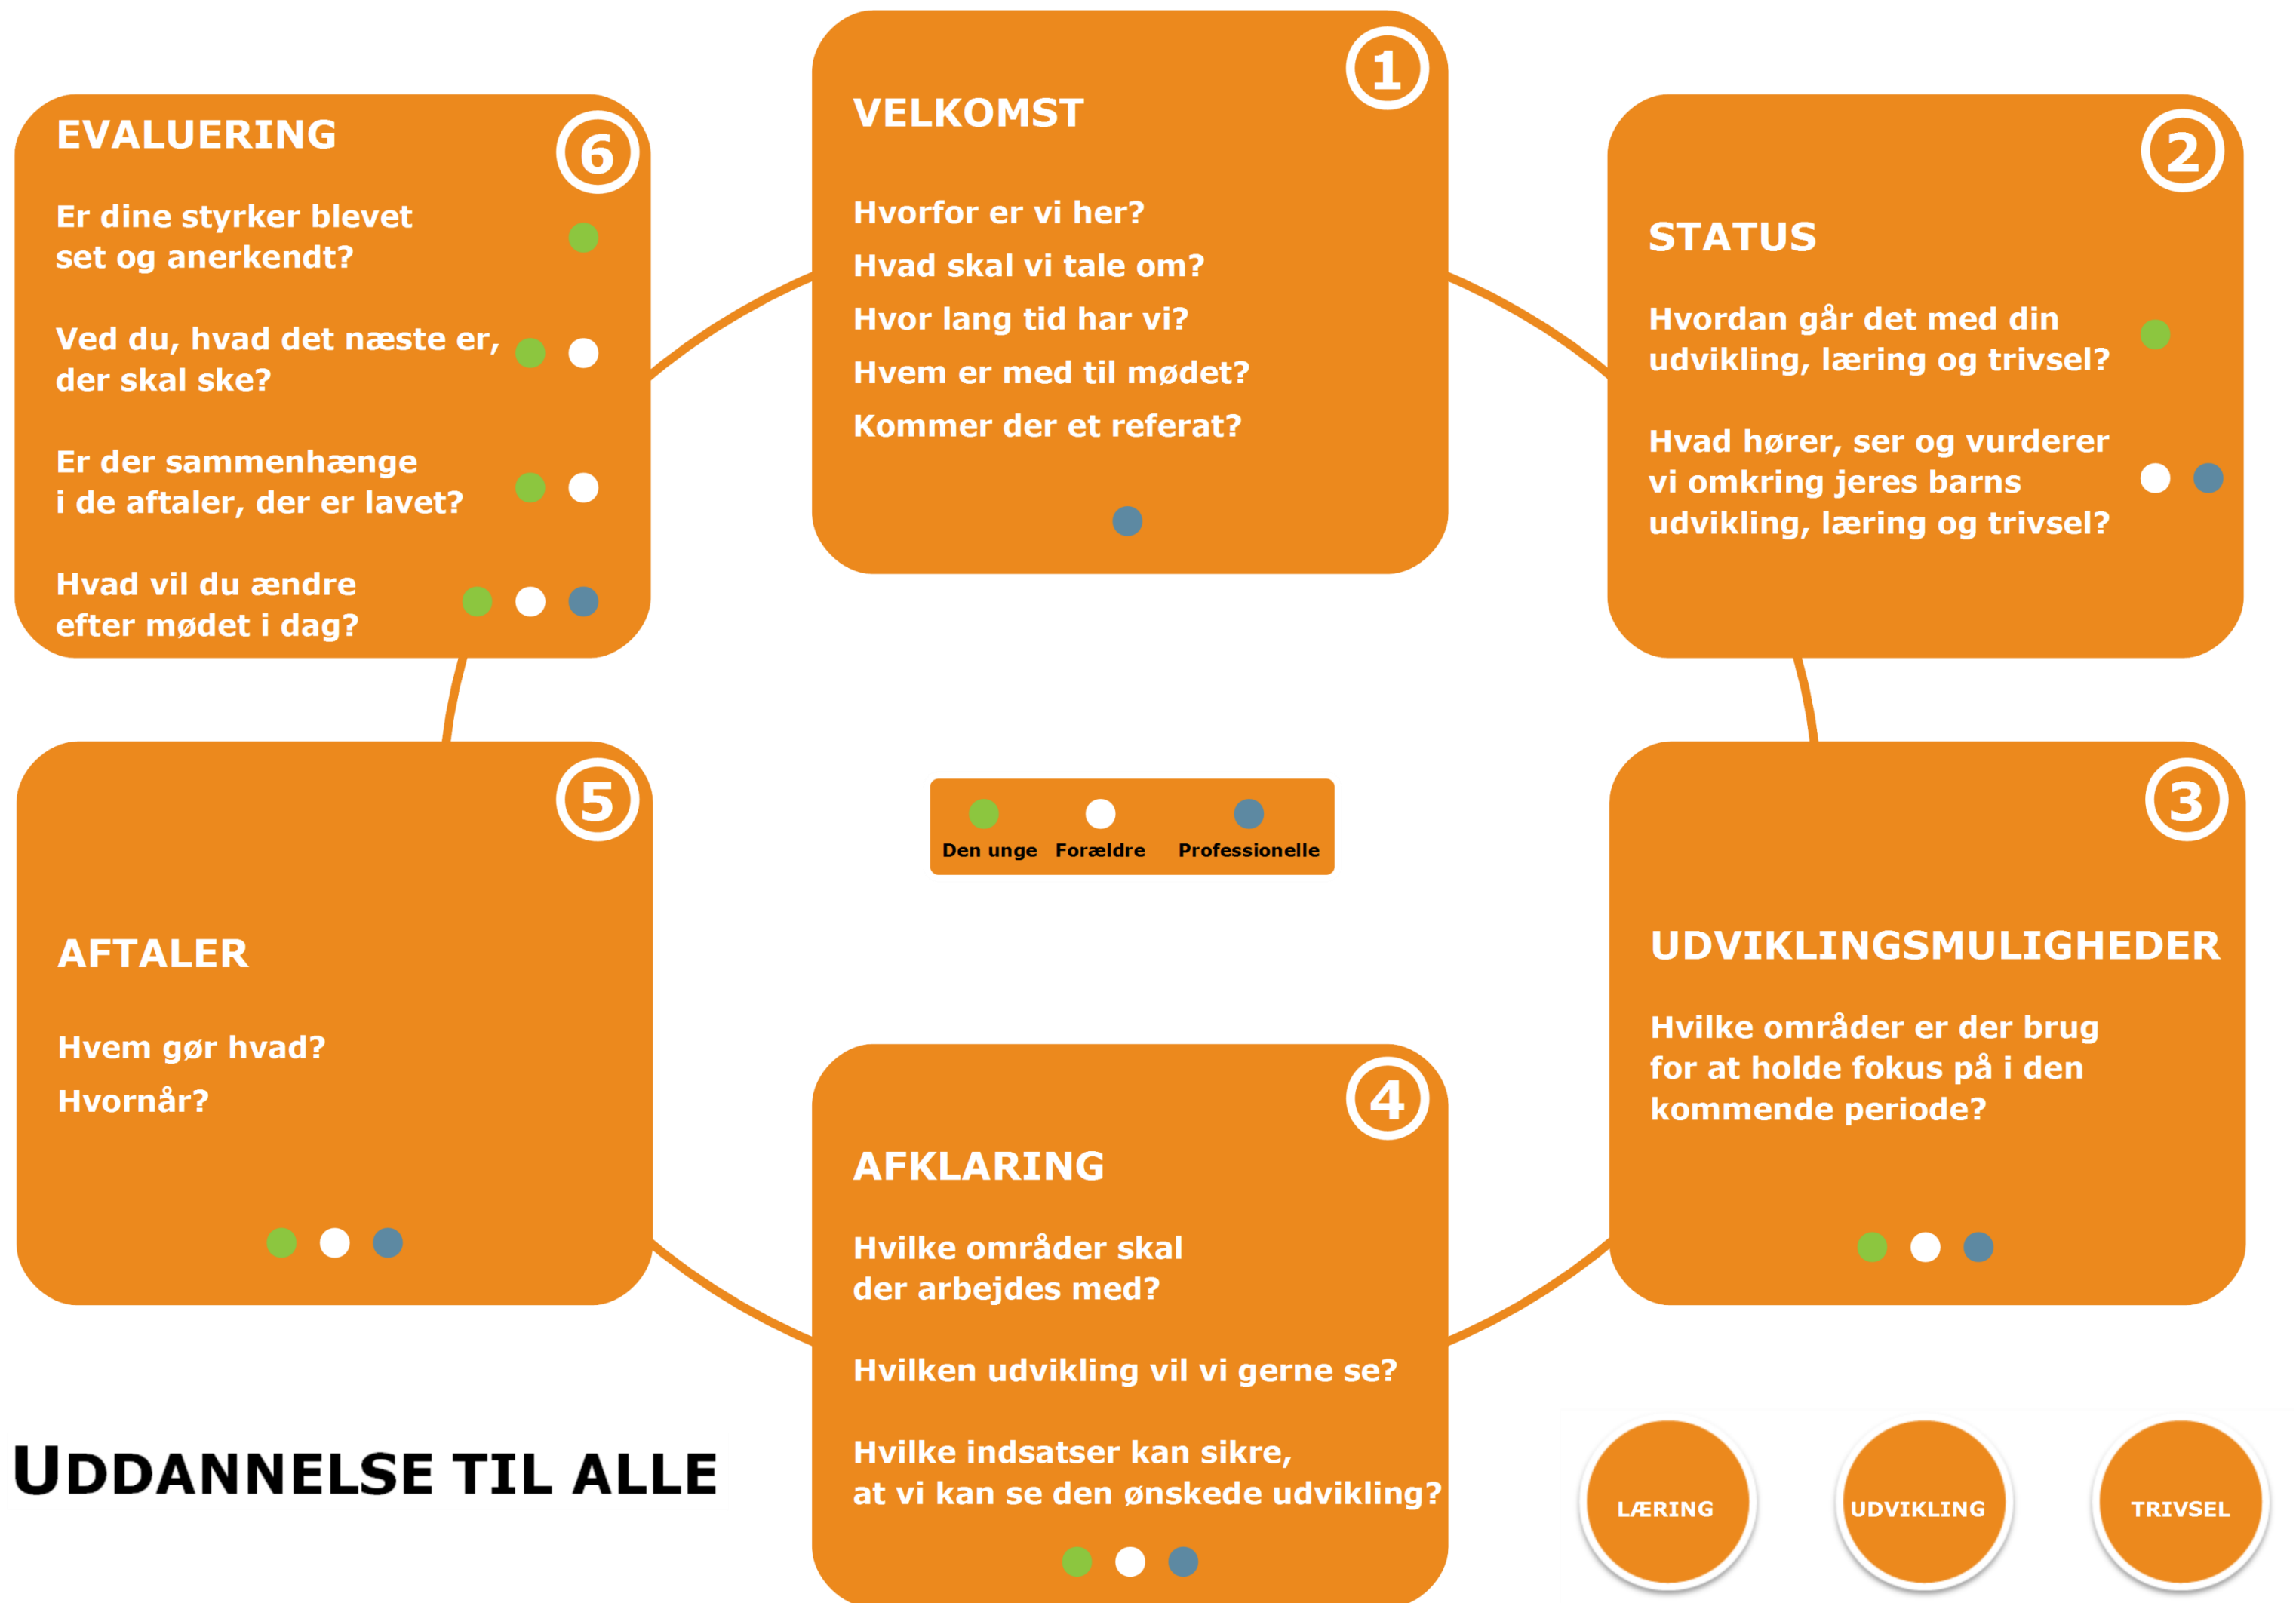 1
VELKOMST
Hvorfor er vi her?
Hvad skal vi tale om?
Hvor lang tid har vi?
Hvem er med til mødet?
Kommer der et referat?
2
STATUS
Hvordan går det med din
udvikling, læring og trivsel?
Hvad hører, ser og vurderer
vi omkring jeres barns
udvikling, læring og trivsel?
3
UDVIKLINGSMULIGHEDER
Hvilke områder er der brug
for at holde fokus på i den
kommende periode?
4
AFKLARING
Hvilke områder skal
der arbejdes med?
Hvilken udvikling vil vi gerne se?
Hvilke indsatser kan sikre,
at vi kan se den ønskede udvikling?
5
AFTALER
Hvem gør hvad?
Hvornår?
6
EVALUERING
Er dine styrker blevet
set og anerkendt?
Ved du, hvad det næste er,
der skal ske?
Er der sammenhænge
i de aftaler, der er lavet?
Hvad vil du ændre
efter mødet i dag?
Den unge Forældre Professionelle
UDDANNELSE TIL ALLE
LÆRING UDVIKLING TRIVSEL